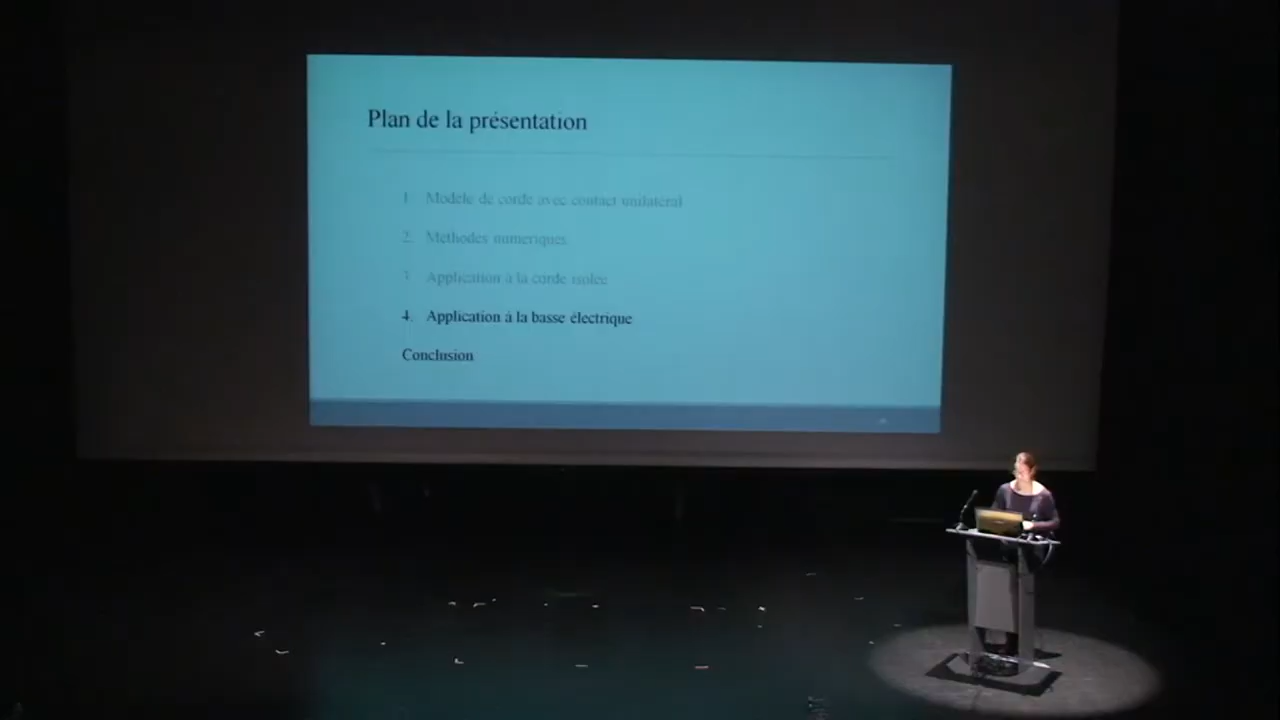 Plan de la présentation
1. Modèle de corde avec contact unilatéral
2. Méthodes numériques
3. Application à la corde isolée
4. Application à la basse électrique
Conclusion